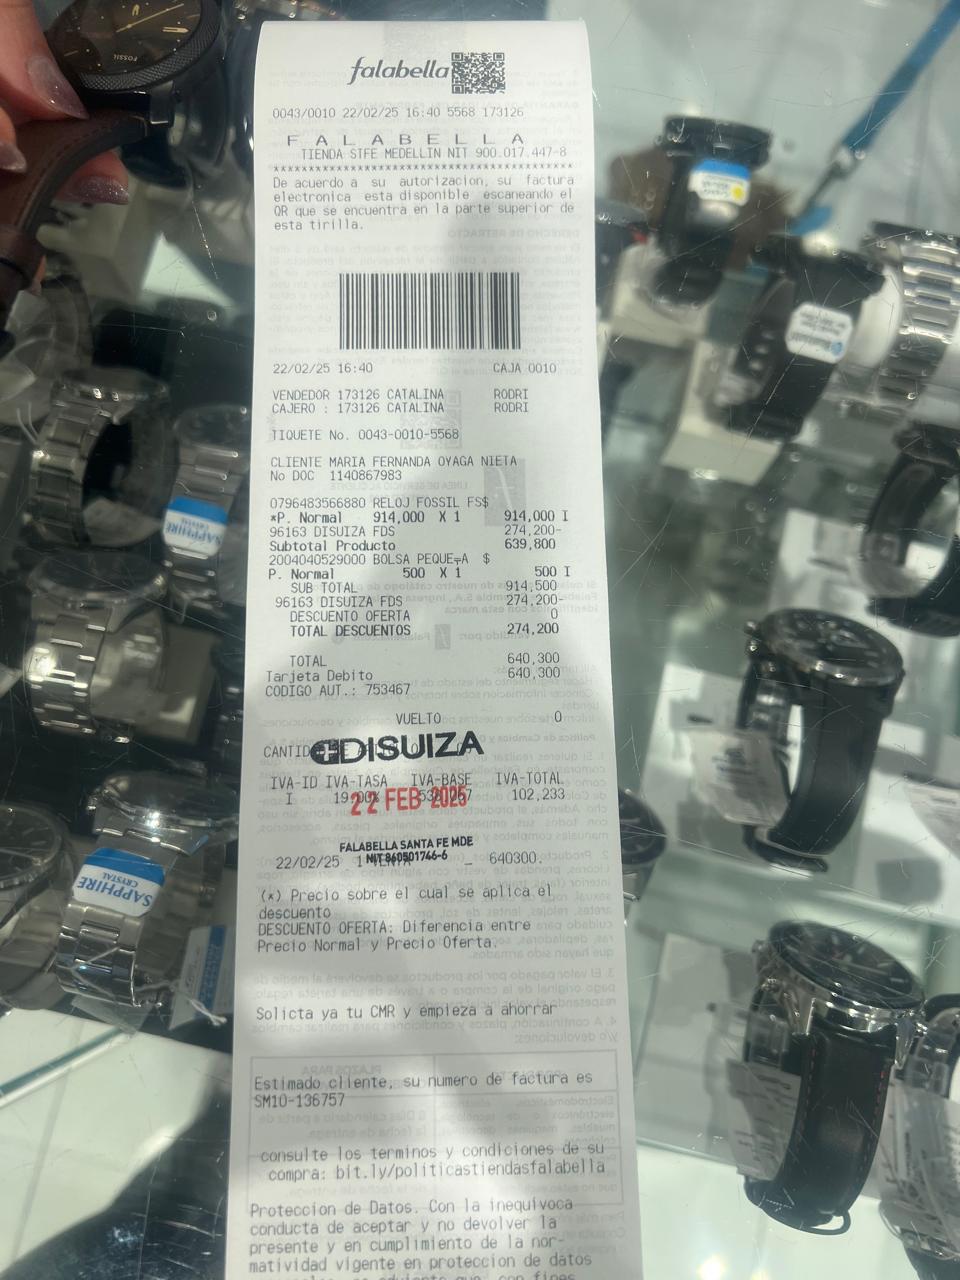 falabella
0043/0010 22/02/25 16:40 5568 173126
F A L A B E L L A
TIENDA STFE MEDELLIN NIT 900.017.447-8
De acuerdo a su autorizacion, su factura
electronica esta disponible escaneando el
QR que se encuentra en la parte superior de
esta tirilla.
22/02/25 16:40 CAJA 0010
VENDEDOR 173126 CATALINA RODRI
CAJERO : 173126 CATALINA RODRI
TIQUETE No. 0043-0010-5568
CLIENTE MARIA FERNANDA OYAGA NIETA
No DOC 1140867983
0796483566880 RELOJ FOSSIL FS$
*P. Normal 914,000 X 1 914,000 I
96163 DISUIZA FDS 274,200-
Subtotal Producto 639,800
2004040529000 BOLSA PEQUE¬A $
P. Normal 500 X 1 500 I
SUB TOTAL 914,500
96163 DISUIZA FDS 274,200-
DESCUENTO OFERTA 0
TOTAL DESCUENTOS 274,200
TOTAL 640,300
Tarjeta Debito 640,300
CODIGO AUT.: 753467
VUELTO 0
DISUIZA
IVA-ID IVA-TASA IVA-BASE IVA-TOTAL
I 102,233
22 FEB 2025
FALABELLA SANTA FE MDE
NIT 860501746-6
22/02/25 1 640300.
(*) Precio sobre el cual se aplica el
descuento
DESCUENTO OFERTA: Diferencia entre
Precio Normal y Precio Oferta.
Solicta ya tu CMR y empieza a ahorrar
Estimado cliente, su numero de factura es
SM10-136757
consulte los terminos y condiciones de su
compra: bit.ly/politicastiendasfalabella
Proteccion de Datos. Con la inequivoca
conducta de aceptar y no devolver la
presente y en cumplimiento de la nor-
matividad vigente en proteccion de datos
FOSSIL
SAPPHIRE
CRYSTAL
SAPPHIRE
CRYSTAL